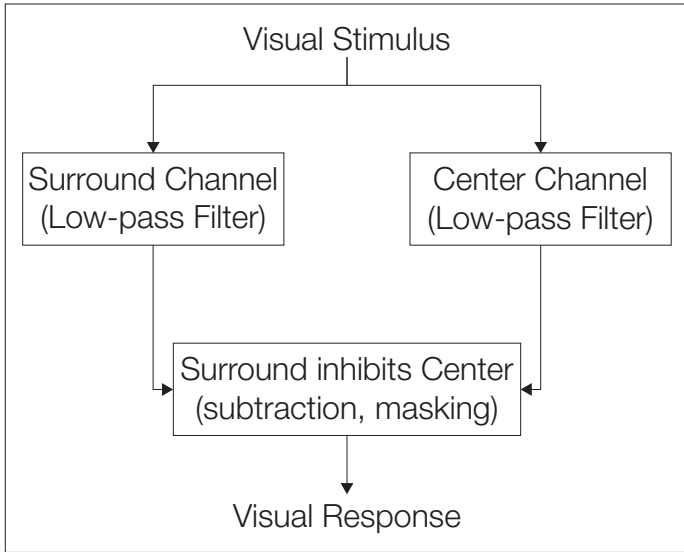 Visual Stimulus
Surround Channel
(Low-pass Filter)
Center Channel
(Low-pass Filter)
Surround inhibits Center
(subtraction, masking)
Visual Response